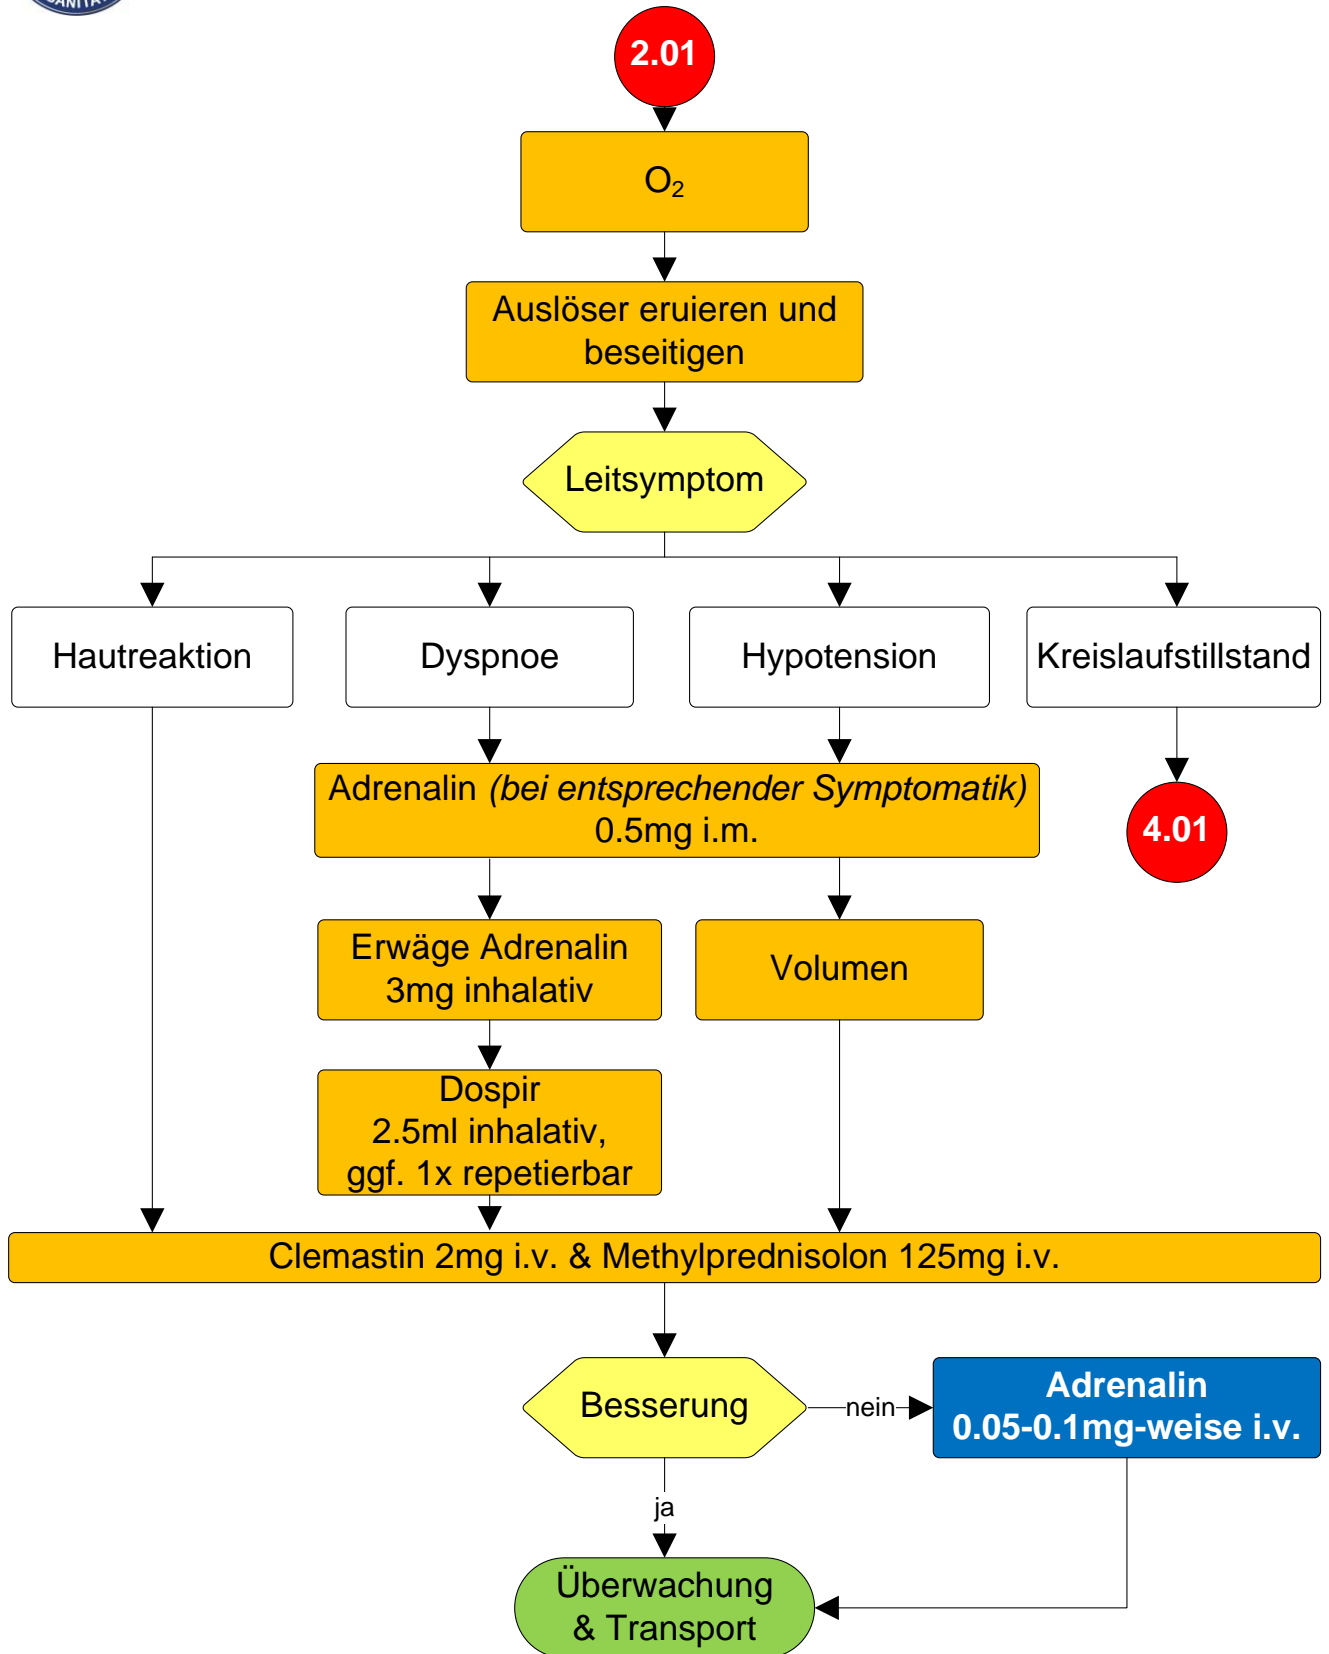 SANITÄ
2.01
O₂
Auslöser eruieren und
beseitigen
Leitsymptom
Hautreaktion
Dyspnoe
Hypotension
Kreislaufstillstand
Adrenalin (bei entsprechender Symptomatik)
0.5mg i.m.
4.01
Erwäge Adrenalin
3mg inhalativ
Volumen
Dospir
2.5ml inhalativ,
ggf. 1x repetierbar
Clemastin 2mg i.v. & Methylprednisolon 125mg i.v.
Besserung
nein
Adrenalin
0.05-0.1mg-weise i.v.
ja
Überwachung
& Transport